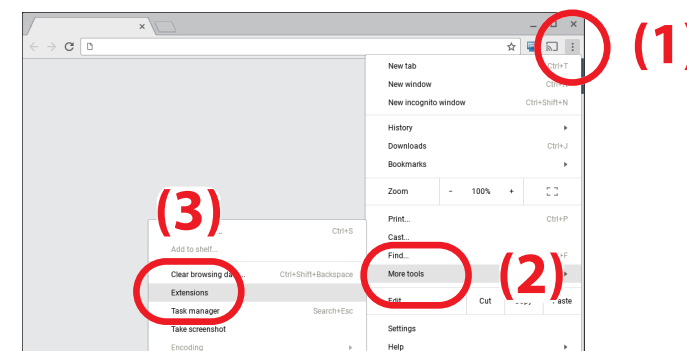 (1)
New tab Ctrl+T
New window
New incognito window Ctrl+Shift+N
History
Downloads Ctrl+J
Bookmarks
Zoom - 100% +
Print... Ctrl+P
Cast...
Find... +F
More tools
(2)
Edit Cut Paste
Settings
Help
(3)
Ctrl+S
Add to shelf...
Clear browsing Ctrl+Shift+Backspace
Extensions
Task manager Search+Esc
Take screenshot
Encoding